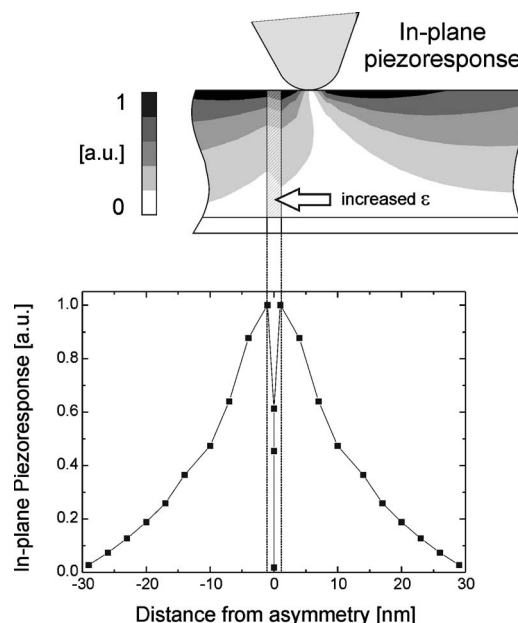 In-plane
piezoresponse
1
[a.u.]
0
increased ε
In-plane Piezoresponse [a.u.]
1.0
0.8
0.6
0.4
0.2
0.0
-30 -20 -10 0 10 20 30
Distance from asymmetry [nm]